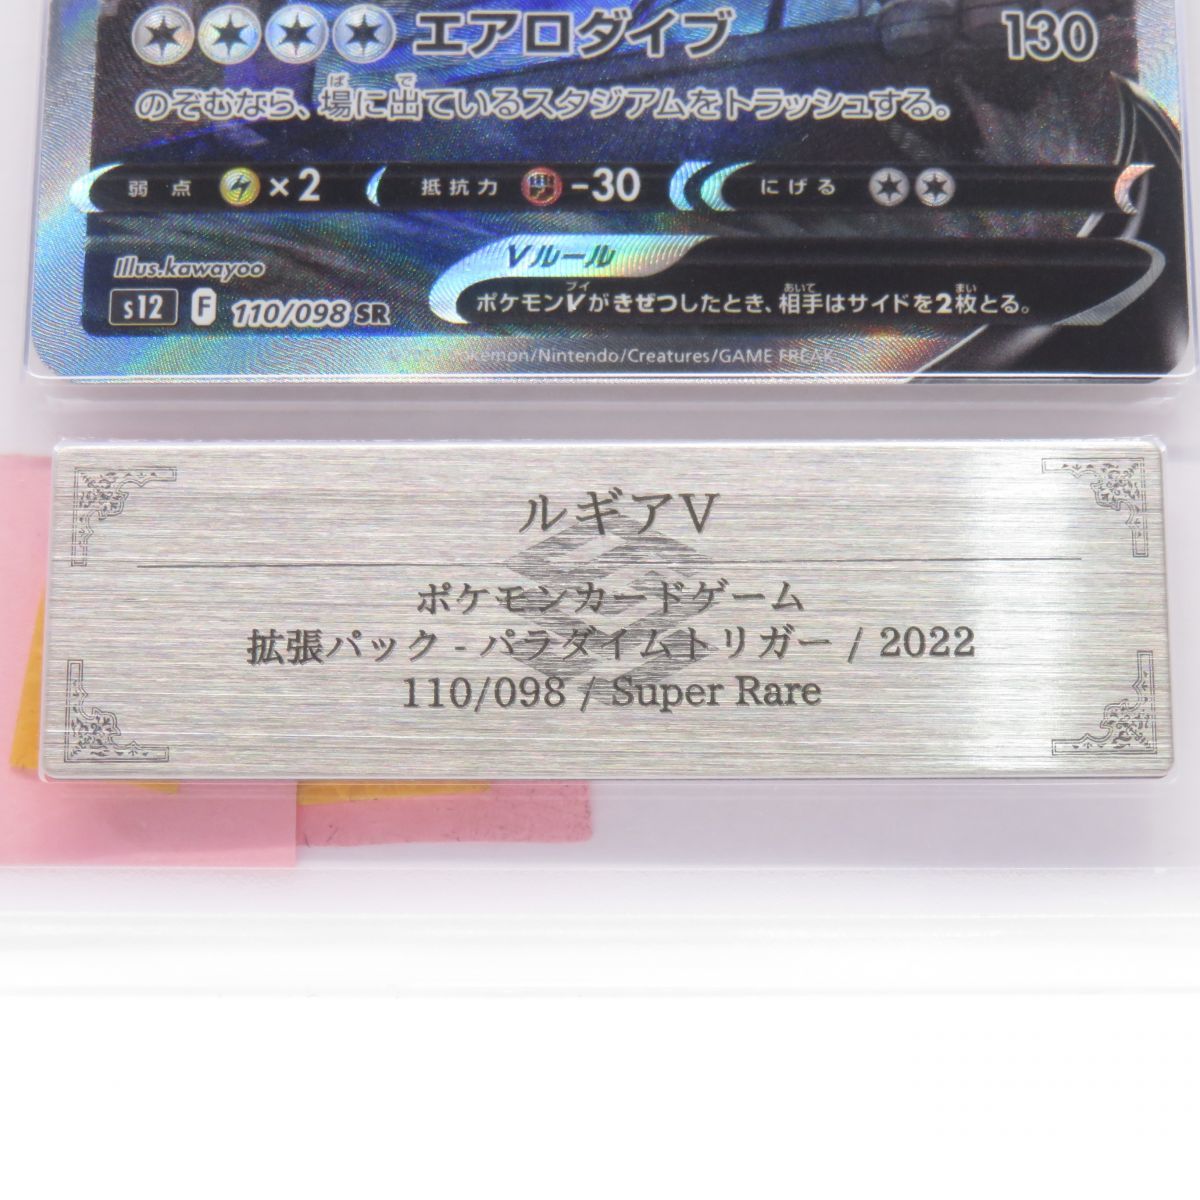 エアロダイブ 130
のぞむなら、場に出ているスタジアムをトラッシュする。
弱点 ×2 抵抗力 -30 にげる
Illus.kawayoo
Vルール
s12 F 110/098 SR
ポケモンVがきぜつしたとき、相手はサイドを2枚とる。
Pokémon/Nintendo/Creatures/GAME FREAK
ルギアV
ポケモンカードゲーム
拡張パック - パラダイムトリガー / 2022
110/098 / Super Rare